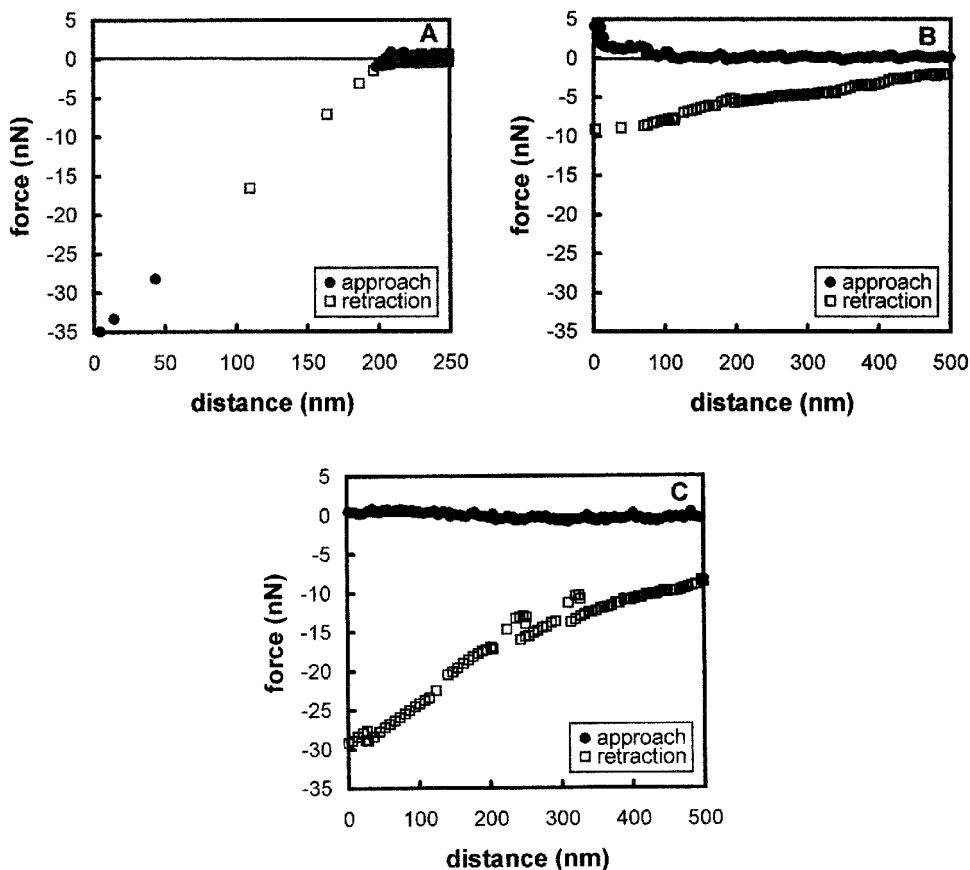 A
5
0
-5
-10
-15
-20
-25
-30
-35
force (nN)
approach
retraction
0 50 100 150 200 250
distance (nm)
B
5
0
-5
-10
-15
-20
-25
-30
-35
force (nN)
approach
retraction
0 100 200 300 400 500
distance (nm)
C
5
0
-5
-10
-15
-20
-25
-30
-35
force (nN)
approach
retraction
0 100 200 300 400 500
distance (nm)